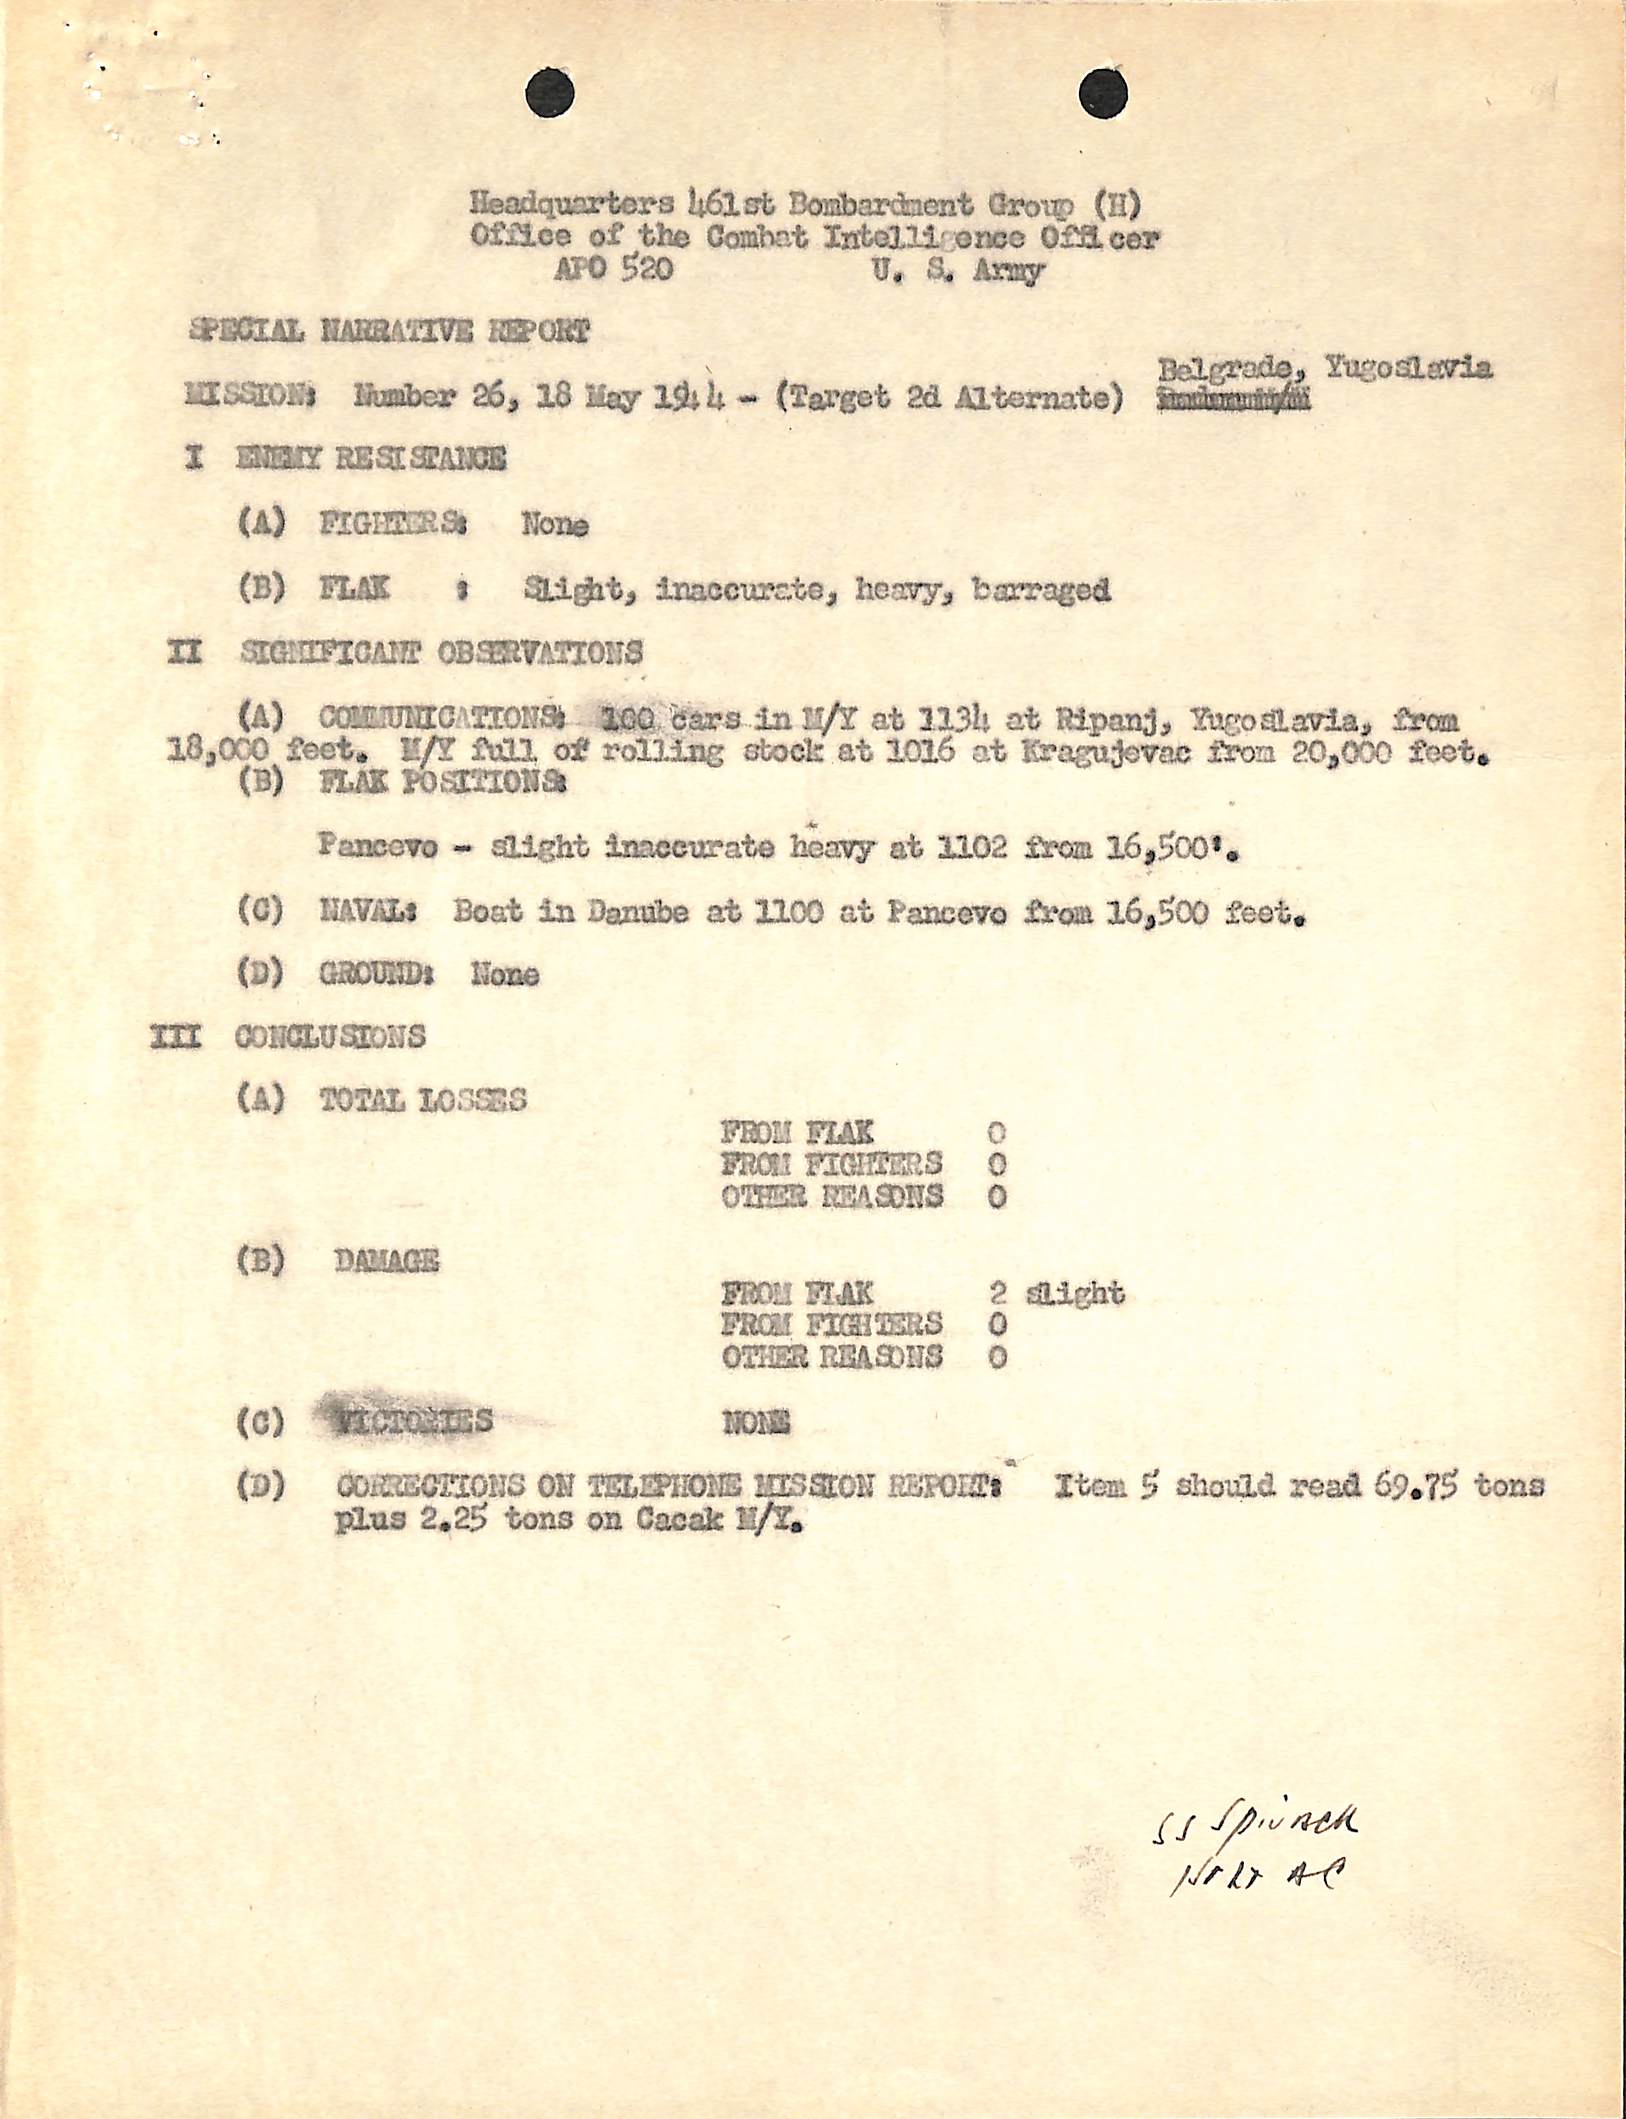 Headquarters 461st Bombardment Group (H)
Office of the Combat Intelligence Officer
APO 520 U. S. Army
SPECIAL NARRATIVE REPORT
Belgrade, Yugoslavia
MISSION: Number 26, 18 May 1944 - (Target 2d Alternate)
I ENEMY RESISTANCE
(A) FIGHTERS: None
(B) FLAK : Slight, inaccurate, heavy, barraged
II SIGNIFICANT OBSERVATIONS
(A) COMMUNICATIONS: 100 cars in M/Y at 1134 at Ripanj, Yugoslavia, from
18,000 feet. M/Y full of rolling stock at 1016 at Kragujevac from 20,000 feet.
(B) FLAK POSITIONS:
Pancevo - slight inaccurate heavy at 1102 from 16,500'.
(C) NAVAL: Boat in Danube at 1100 at Pancevo from 16,500 feet.
(D) GROUND: None
III CONCLUSIONS
(A) TOTAL LOSSES
FROM FLAK 0
FROM FIGHTERS 0
OTHER REASONS 0
(B) DAMAGE
FROM FLAK 2 slight
FROM FIGHTERS 0
OTHER REASONS 0
(C) VICTORIES NONE
(D) CORRECTIONS ON TELEPHONE MISSION REPORT: Item 5 should read 69.75 tons
plus 2.25 tons on Cacak M/Y.
SS Spivack
AC